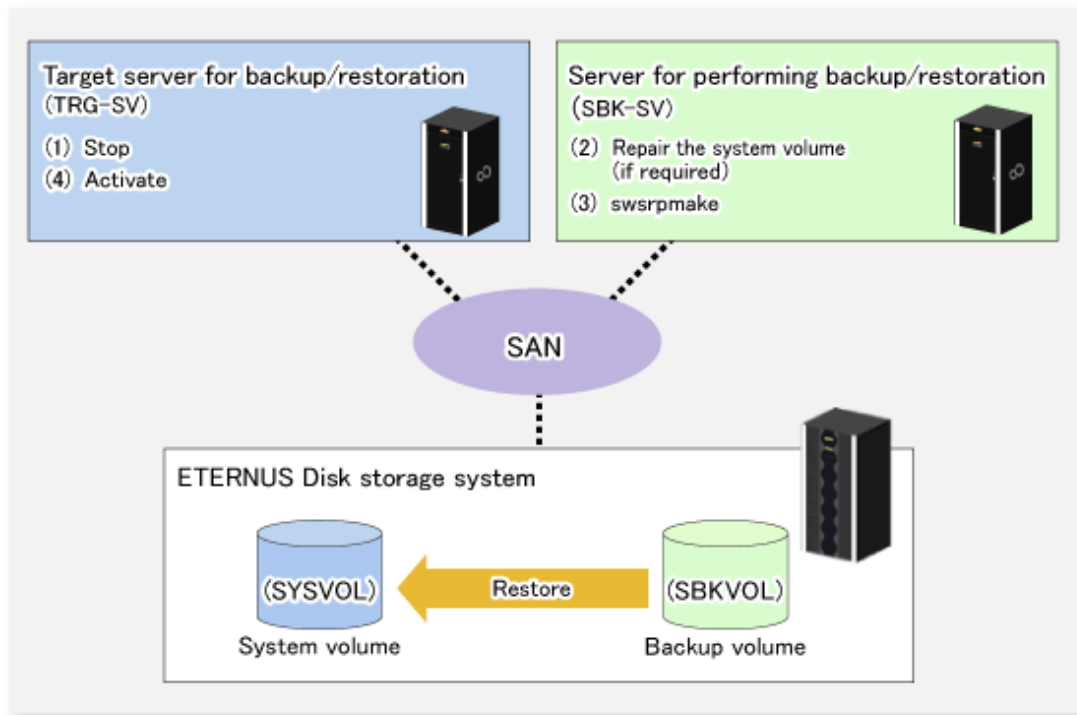 Target server for backup/restoration
(TRG-SV)
(1) Stop
(4) Activate
Server for performing backup/restoration
(SBK-SV)
(2) Repair the system volume
(if required)
(3) swsrpmake
SAN
ETERNUS Disk storage system
(SYSVOL)
Restore
(SBKVOL)
System volume
Backup volume